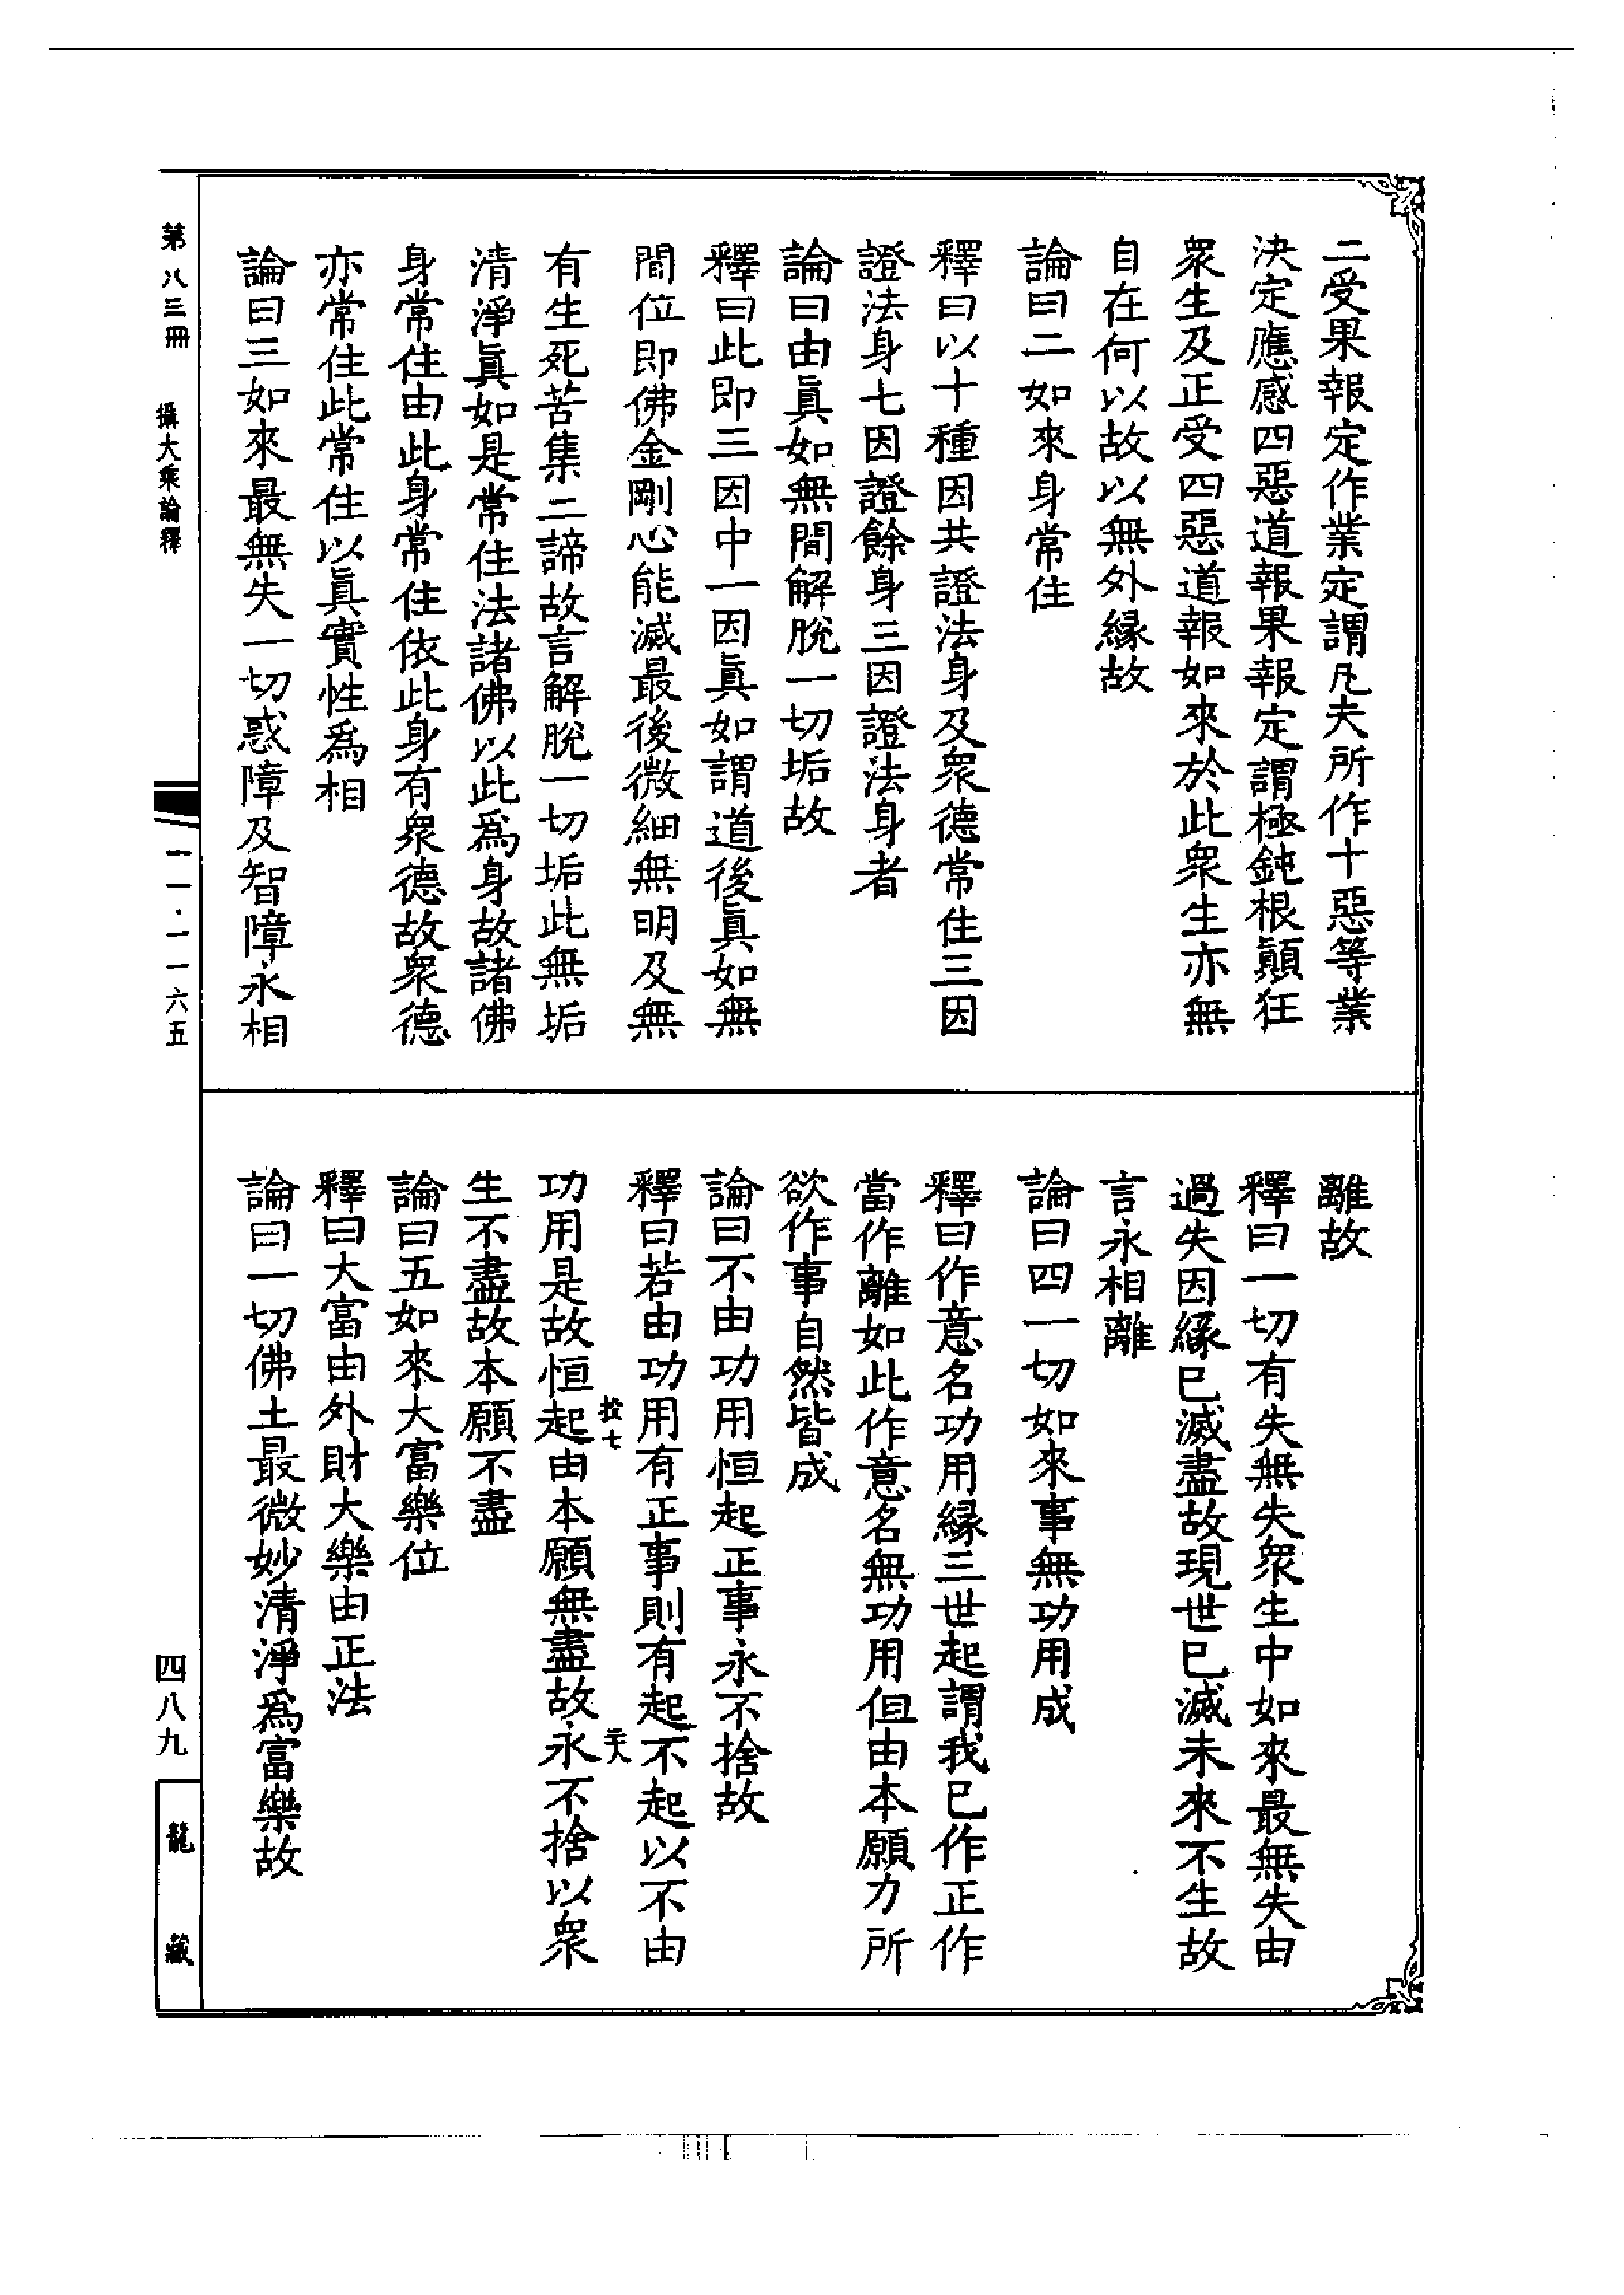 二受果報定作業定謂凡夫所作十惡等業
決定應感四惡道報果報定謂極鈍根顛狂
眾生及正受四惡道報如來於此眾生亦無
自在何以故以無外緣故
論曰二如來身常住
釋曰以十種因共證法身及眾德常住三因
證法身七因證餘身三因證法身者
論曰由眞如無間解脫一切垢故
釋曰此即三因中一因眞如謂道後眞如無
間位即佛金剛心能滅最後微細無明及無
有生死苦集二諦故言解脫一切垢此無垢
清淨眞如是常住法諸佛以此為身故諸佛
身常住由此身常住依此身有眾德故眾德
亦常住此常住以眞實性為相
論曰三如來最無失一切惑障及智障永相
離故
釋曰一切有失無失眾生中如來最無失由
過失因緣已滅盡故現世已滅未來不生故
言永相離
論曰四一切如來事無功用成
釋曰作意名功用緣三世起謂我已作正作
當作離如此作意名無功用但由本願力所
欲作事自然皆成
論曰不由功用恒起正事永不捨故
釋曰若由功用有正事則有起不起以不由
功用是故恒起由本願無盡故永不捨以眾
生不盡故本願不盡
論曰五如來大富樂位
釋曰大富由外財大樂由正法
論曰一切佛土最微妙清淨為富樂故
第八三冊 攝大乘論釋
一一·一一六五
四八九
龍藏